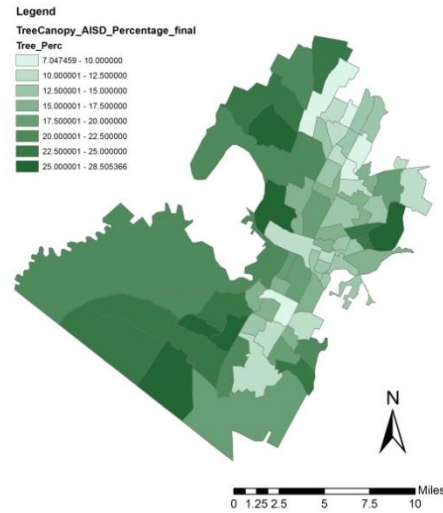 Legend
TreeCanopy_AISD_Percentage_final
Tree_Perc
7.047459 - 10.000000
10.000001 - 12.500000
12.500001 - 15.000000
15.000001 - 17.500000
17.500001 - 20.000000
20.000001 - 22.500000
22.500001 - 25.000000
25.000001 - 28.505366
N
Miles
0 1.25 2.5 5 7.5 10